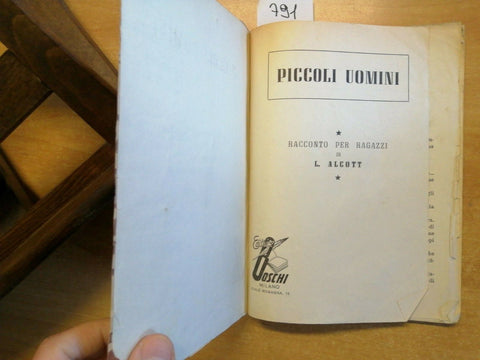 791
PICCOLI UOMINI
RACCONTO PER RAGAZZI
DI
L. ALCOTT
BOSCHI
MILANO